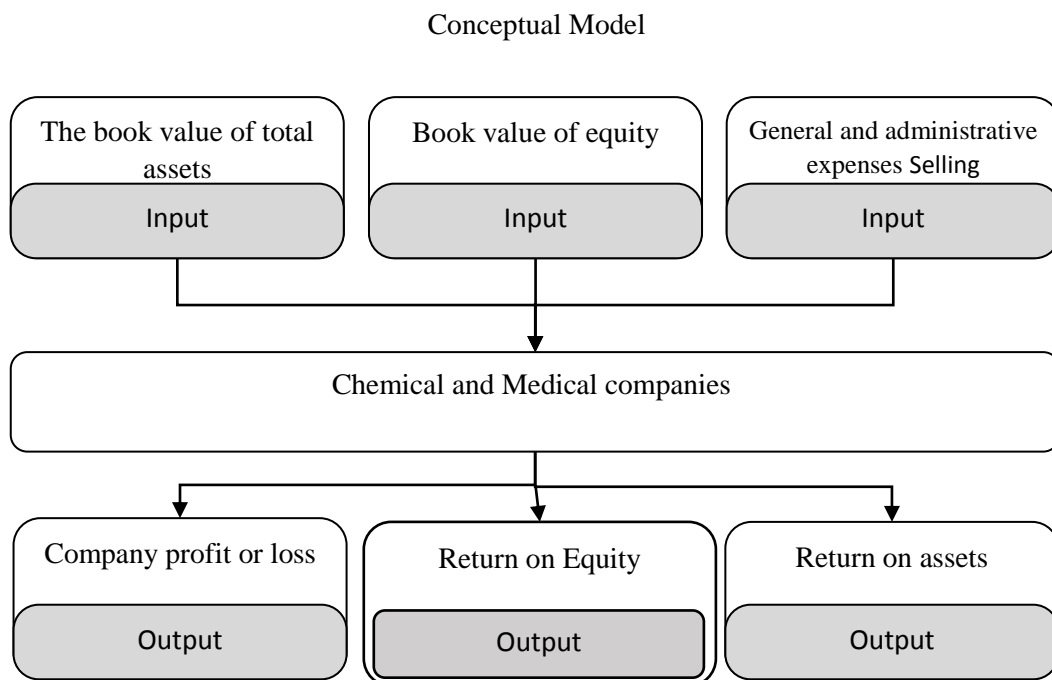 Conceptual Model
The book value of total
assets
Input
Book value of equity
Input
General and administrative
expenses Selling
Input
Chemical and Medical companies
Company profit or loss
Output
Return on Equity
Output
Return on assets
Output